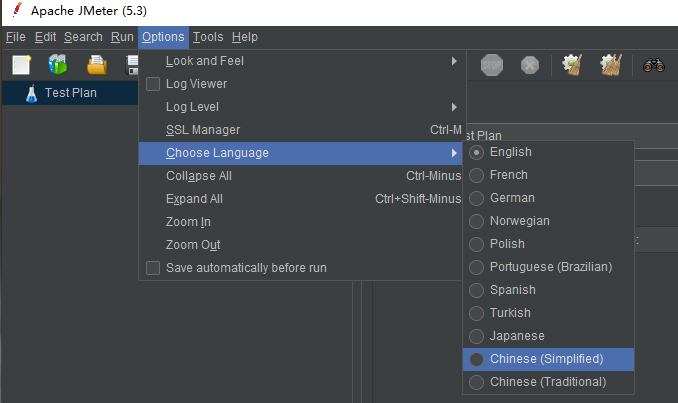 Apache JMeter (5.3)
File Edit Search Run Options Tools Help
STOP
Test Plan
Look and Feel
Log Viewer
Log Level
SSL Manager Ctrl-M
Choose Language
Collapse All Ctrl-Minus
Expand All Ctrl+Shift-Minus
Zoom In
Zoom Out
Save automatically before run
st Plan
English
French
German
Norwegian
Polish
Portuguese (Brazilian)
Spanish
Turkish
Japanese
Chinese (Simplified)
Chinese (Traditional)
: